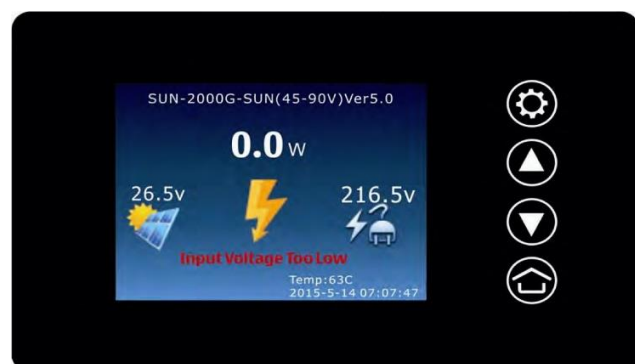 SUN-2000G-SUN(45-90V)Ver5.0
0.0 W
26.5v
216.5v
Input Voltage Too Low
Temp:63C
2015-5-14 07:07:47